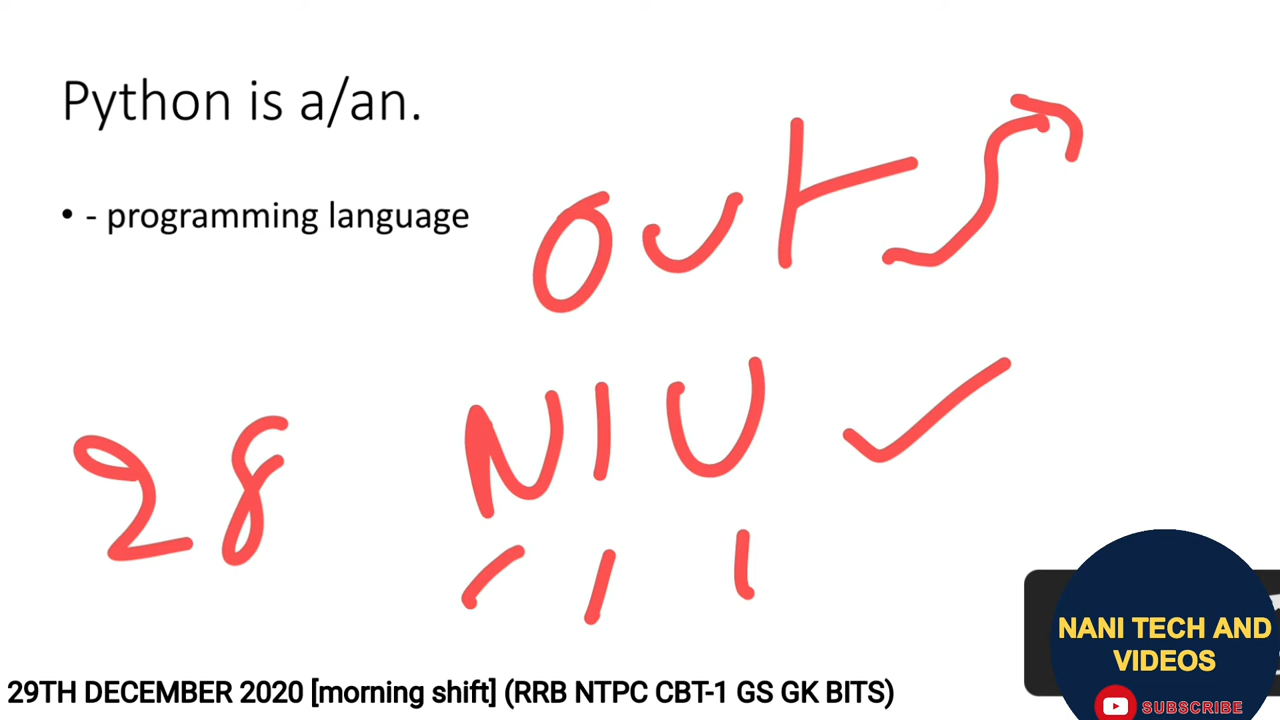 Python is a/an.
• - programming language
OUT
28
NIU
NANI TECH AND
VIDEOS
29TH DECEMBER 2020 [morning shift] (RRB NTPC CBT-1 GS GK BITS)
SUBSCRIBE